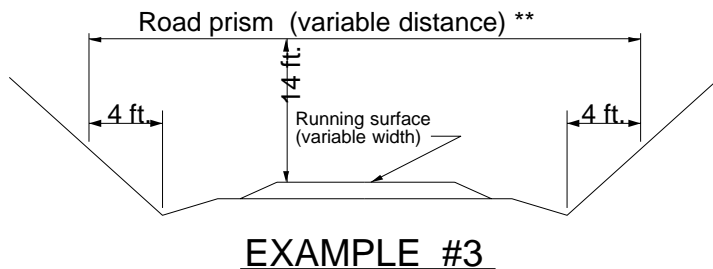 Road prism (variable distance) **
4 ft.
14 ft.
4 ft.
Running surface
(variable width)
EXAMPLE #3